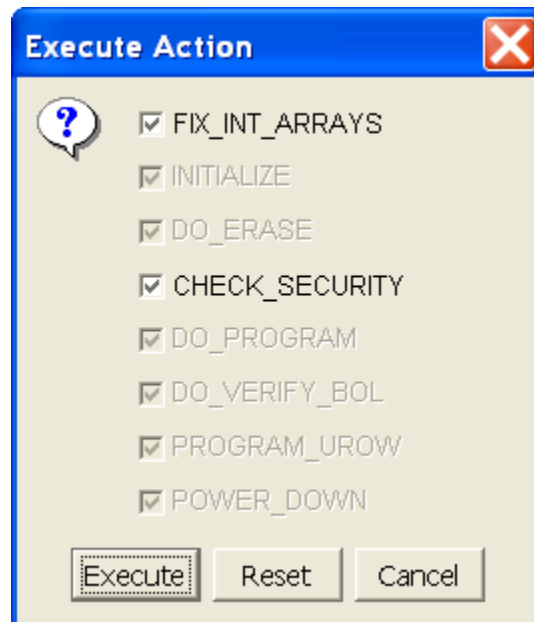 Execute Action
FIX_INT_ARRAYS
INITIALIZE
DO_ERASE
CHECK_SECURITY
DO_PROGRAM
DO_VERIFY_BOL
PROGRAM_UROW
POWER_DOWN
Execute Reset Cancel